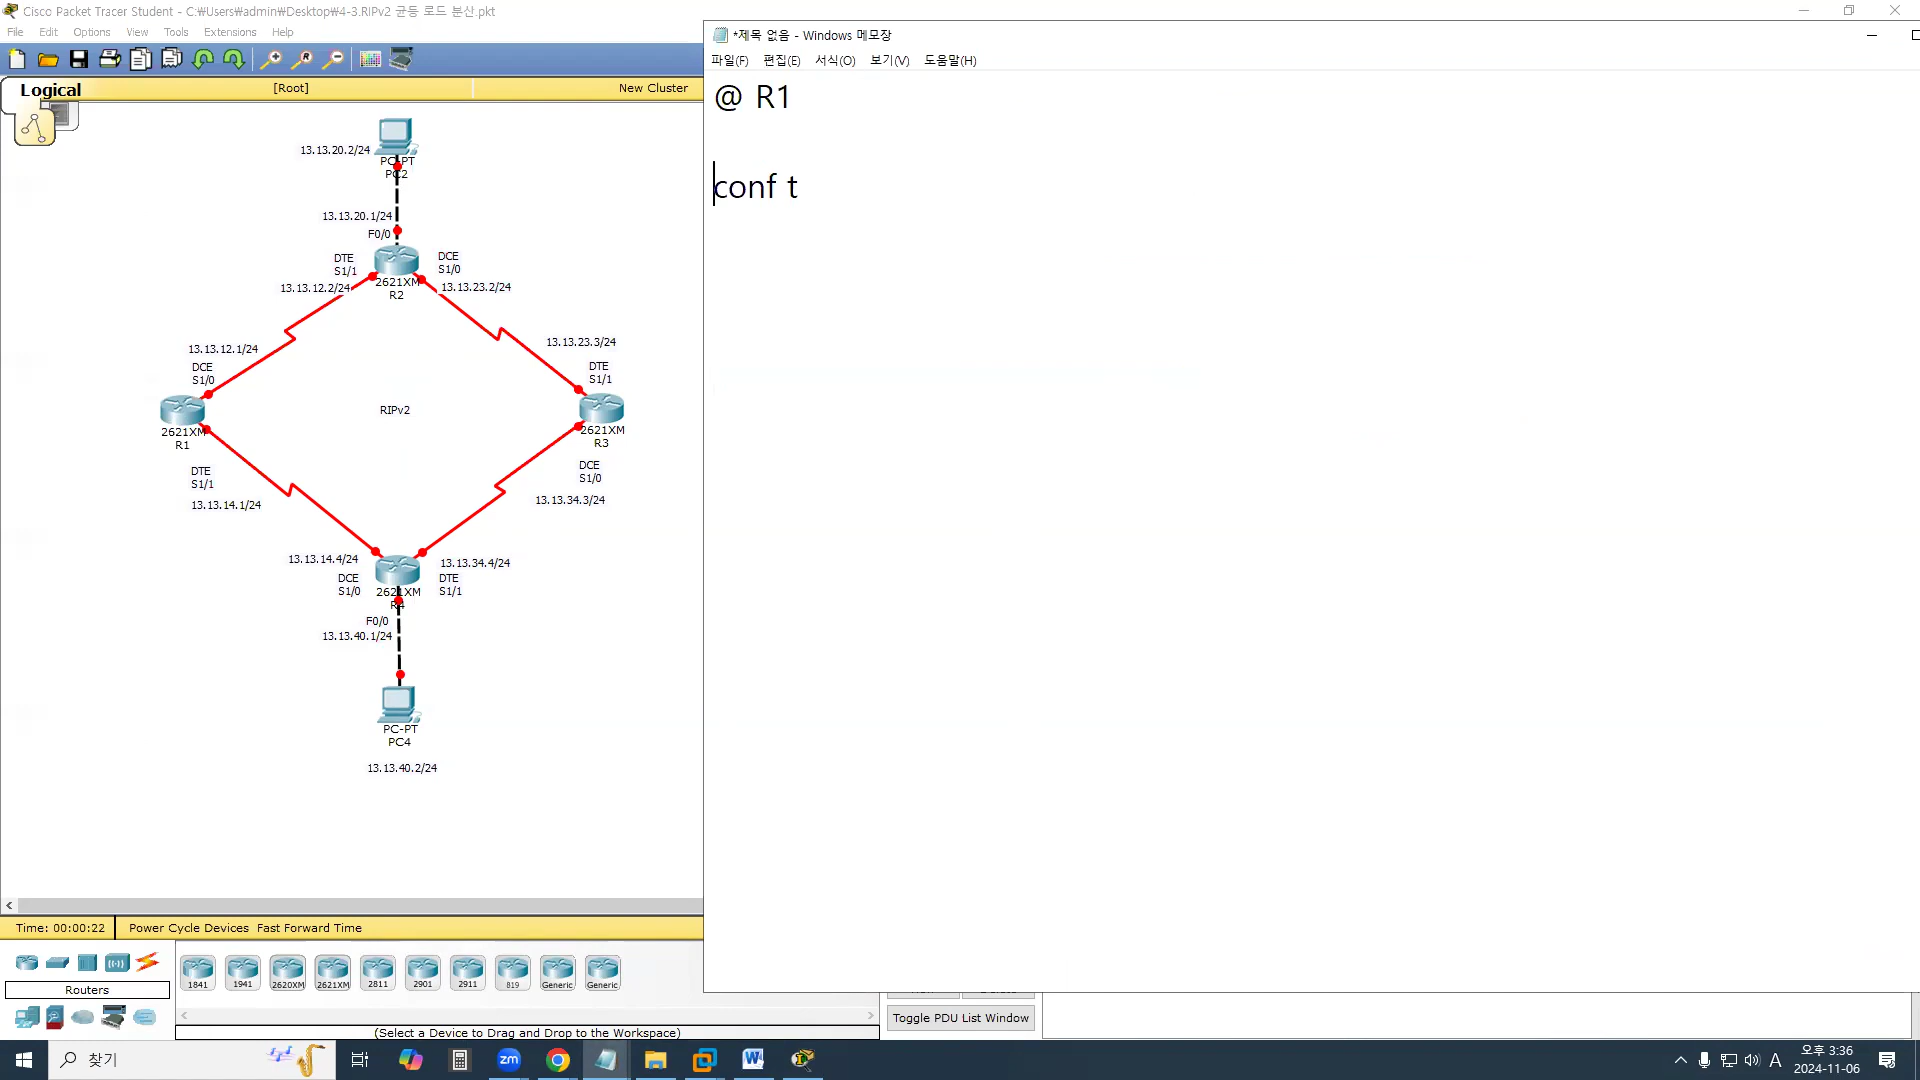 Cisco Packet Tracer Student - C:₩Users₩admin₩Desktop₩4-3.RIPv2 균등 로드 분산.pkt
File Edit Options View Tools Extensions Help
Logical
[Root]
New Cluster
13.13.20.2/24
PC-PT
PC2
13.13.20.1/24
F0/0
DTE
S1/1
DCE
S1/0
13.13.12.2/24
2621XM
R2
13.13.23.2/24
13.13.12.1/24
DCE
S1/0
13.13.23.3/24
DTE
S1/1
RIPv2
2621XM
R1
2621XM
R3
DTE
S1/1
13.13.14.1/24
DCE
S1/0
13.13.34.3/24
13.13.14.4/24
DCE
S1/0
13.13.34.4/24
DTE
S1/1
2621XM
R4
F0/0
13.13.40.1/24
PC-PT
PC4
13.13.40.2/24
*제목 없음 - Windows 메모장
파일(F) 편집(E) 서식(O) 보기(V) 도움말(H)
@ R1
conf t
Time: 00:00:22
Power Cycle Devices Fast Forward Time
Routers
1841 1941 2620XM 2621XM 2811 2901 2911 819 Generic Generic
(Select a Device to Drag and Drop to the Workspace)
Toggle PDU List Window
찾기
zm
W
A
오후 3:36
2024-11-06